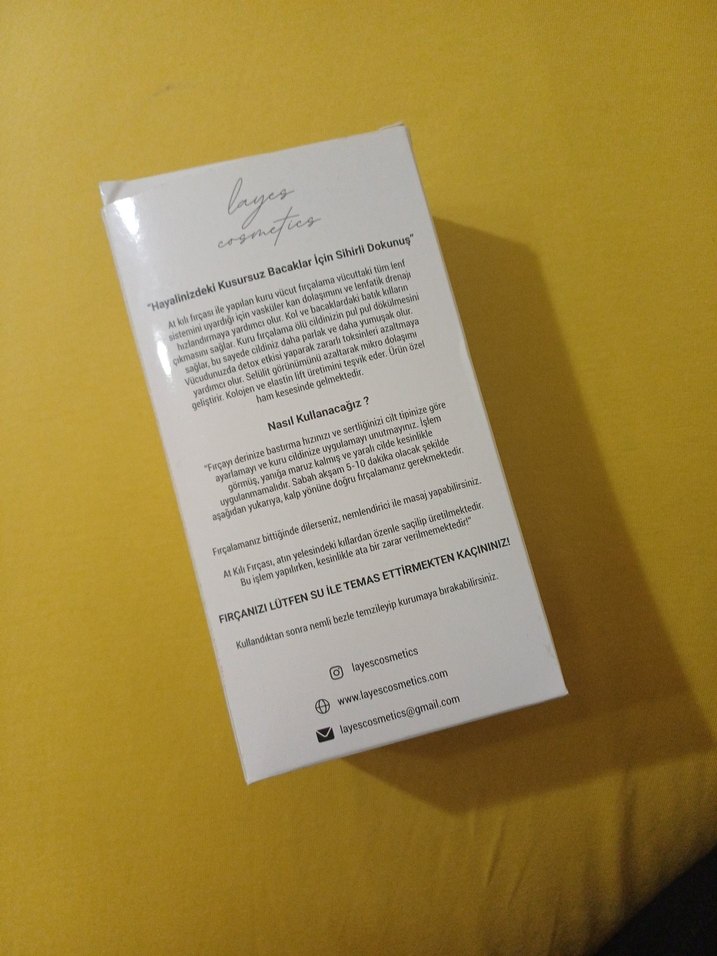 layes
cosmetics
"Hayalinizdeki Kusursuz Bacaklar İçin Sihirli Dokunuş"
At kılı fırçası ile yapılan kuru vücut fırçalama vücuttaki tüm lenf
sistemini uyardığı için vasküler kan dolaşımını ve lenfatik drenajı
hızlandırmaya yardımcı olur. Kol ve bacaklardaki batık kılların
çıkmasını sağlar. Kuru fırçalama ölü cildinizin pul pul dökülmesini
sağlar, bu sayede cildiniz daha parlak ve daha yumuşak olur.
Vücudunuzda detox etkisi yaparak zararlı toksinleri azaltmaya
yardımcı olur. Selülit görünümünü azaltarak mikro dolaşımı
geliştirir. Kolojen ve elastin lift üretimini teşvik eder. Ürün özel
ham kesesinde gelmektedir.
Nasıl Kullanacağız ?
"Fırçayı derinize bastırma hızınızı ve sertliğinizi cilt tipinize göre
ayarlamayı ve kuru cildinize uygulamayı unutmayınız. İşlem
görmüş, yanığa maruz kalmış ve yaralı cilde kesinlikle
uygulanmamalıdır. Sabah akşam 5-10 dakika olacak şekilde
aşağıdan yukarıya, kalp yönüne doğru fırçalamanız gerekmektedir.
Fırçalamanız bittiğinde dilerseniz, nemlendirici ile masaj yapabilirsiniz.
At Kılı Fırçası, atın yelesindeki kıllardan özenle saçilip üretilmektedir.
Bu işlem yapılırken, kesinlikle ata bir zarar verilmemektedir!"
FIRÇANIZI LÜTFEN SU İLE TEMAS ETTİRMEKTEN KAÇININIZ!
Kullandıktan sonra nemli bezle temzileyip kurumaya bırakabilirsiniz.
layescosmetics
www.layescosmetics.com
layescosmetics@gmail.com